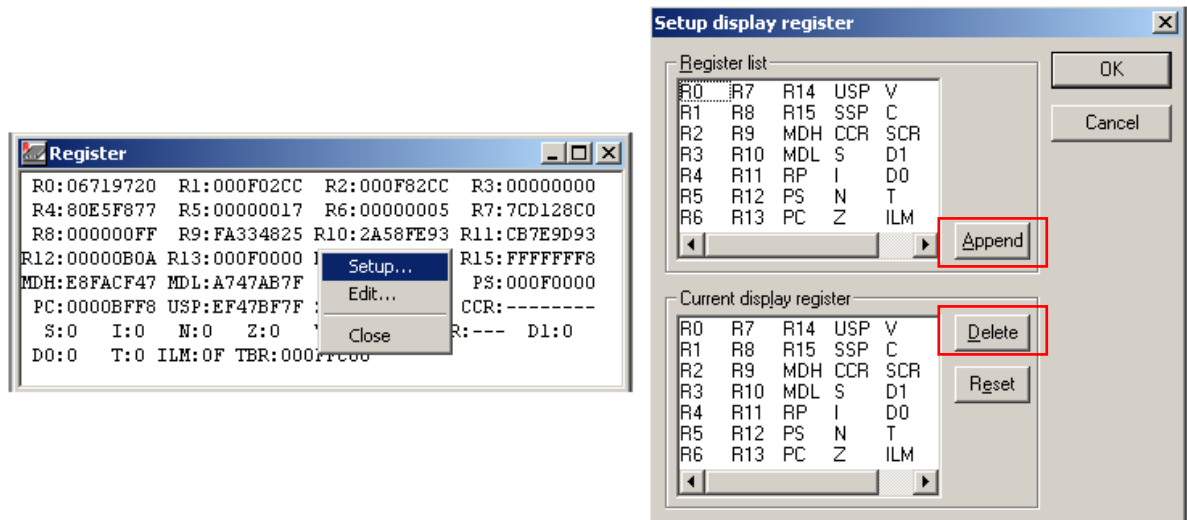 Register
R0:06719720 R1:000F02CC R2:000F82CC R3:00000000
R4:80E5F877 R5:00000017 R6:00000005 R7:7CD128C0
R8:000000FF R9:FA334825 R10:2A58FE93 R11:CB7E9D93
R12:00000B0A R13:000F0000 R15:FFFFFFF8
MDH:E8FACF47 MDL:A747AB7F PS:000F0000
PC:0000BFF8 USP:EF47BF7F CCR:--------
S:0 I:0 N:0 Z:0 R:--- D1:0
D0:0 T:0 ILM:0F TBR:000FFC00
Setup...
Edit...
Close
Setup display register
Register list
R0 R7 R14 USP V
R1 R8 R15 SSP C
R2 R9 MDH CCR SCR
R3 R10 MDL S D1
R4 R11 RP I D0
R5 R12 PS N T
R6 R13 PC Z ILM
Append
OK
Cancel
Current display register
R0 R7 R14 USP V
R1 R8 R15 SSP C
R2 R9 MDH CCR SCR
R3 R10 MDL S D1
R4 R11 RP I D0
R5 R12 PS N T
R6 R13 PC Z ILM
Delete
Reset